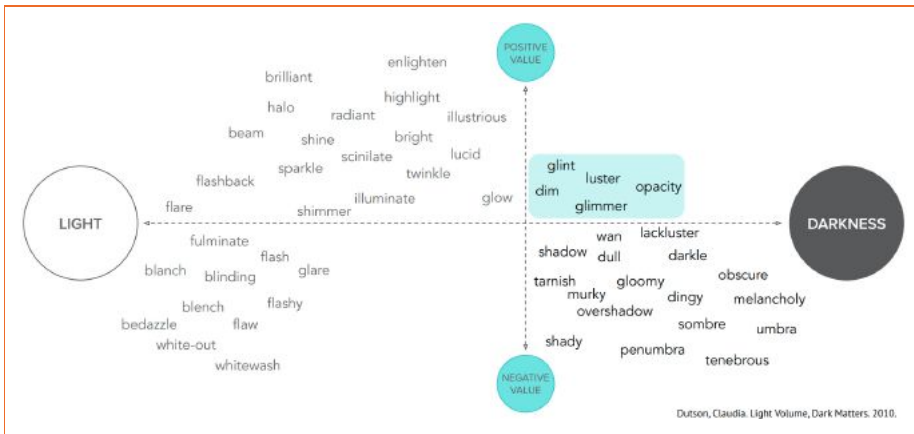 POSITIVE
VALUE
enlighten
brilliant
highlight
halo
radiant
illustrious
beam
shine
bright
scinilate
lucid
sparkle
twinkle
flashback
illuminate
glow
flare
shimmer
glint
luster
dim
opacity
glimmer
LIGHT
DARKNESS
fulminate
flash
blanch
blinding
glare
blench
flashy
bedazzle
flaw
white-out
whitewash
wan
lackluster
shadow
dull
darkle
tarnish
gloomy
obscure
murky
dingy
melancholy
overshadow
sombre
umbra
shady
penumbra
tenebrous
NEGATIVE
VALUE
Dutson, Claudia. Light Volume, Dark Matters. 2010.